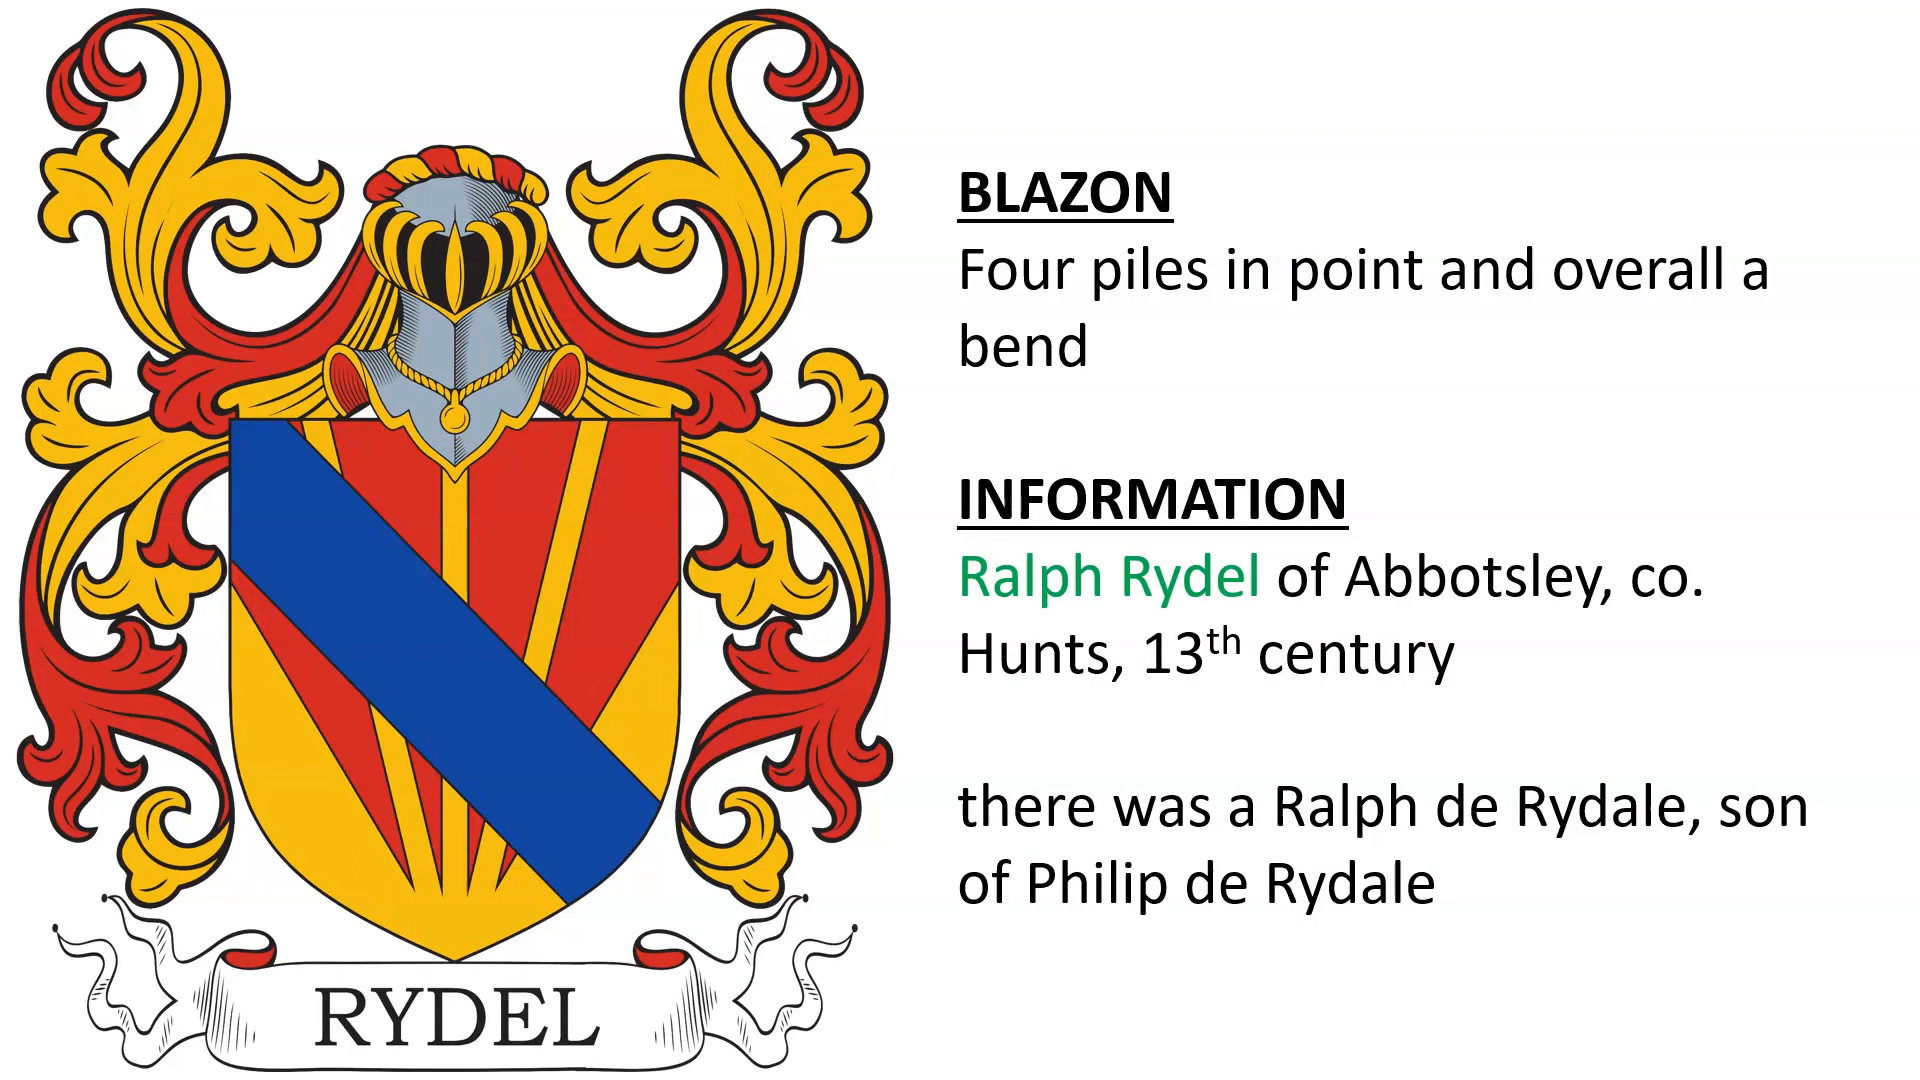 BLAZON
Four piles in point and overall a
bend
INFORMATION
Ralph Rydel of Abbotsley, co.
Hunts, 13th century
there was a Ralph de Rydale, son
of Philip de Rydale
RYDEL